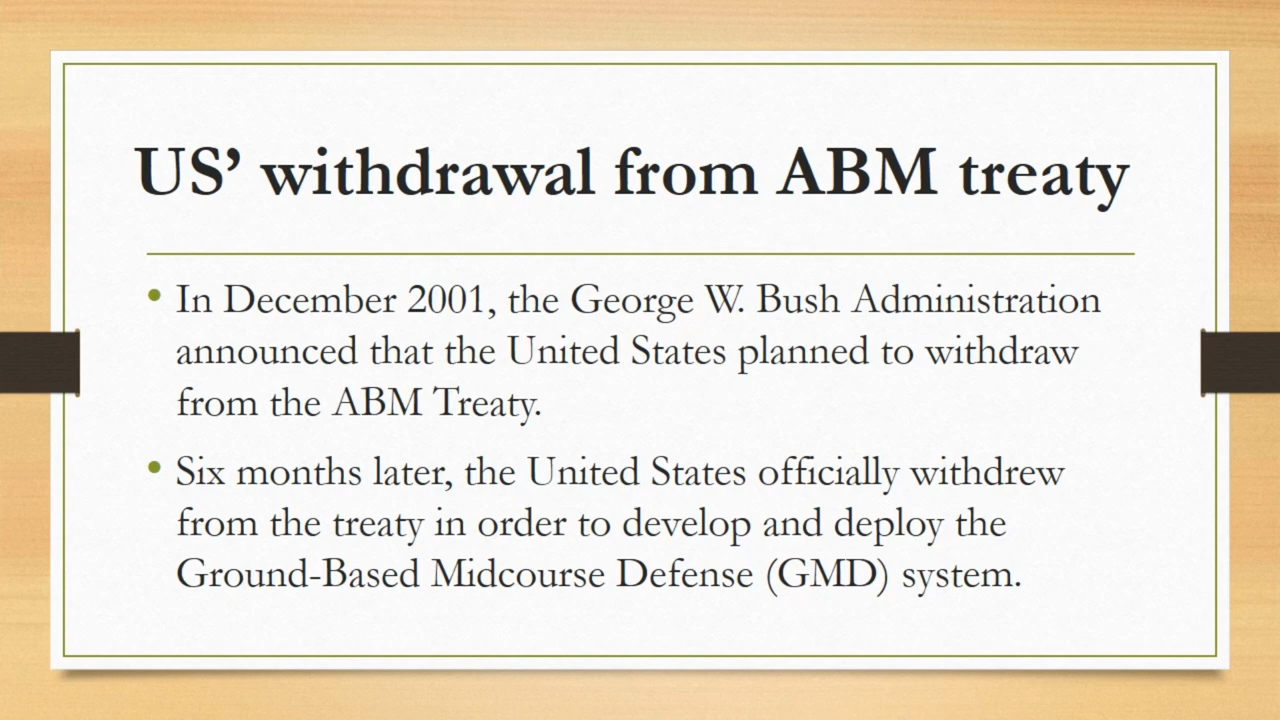 US’ withdrawal from ABM treaty
• In December 2001, the George W. Bush Administration
announced that the United States planned to withdraw
from the ABM Treaty.
• Six months later, the United States officially withdrew
from the treaty in order to develop and deploy the
Ground-Based Midcourse Defense (GMD) system.